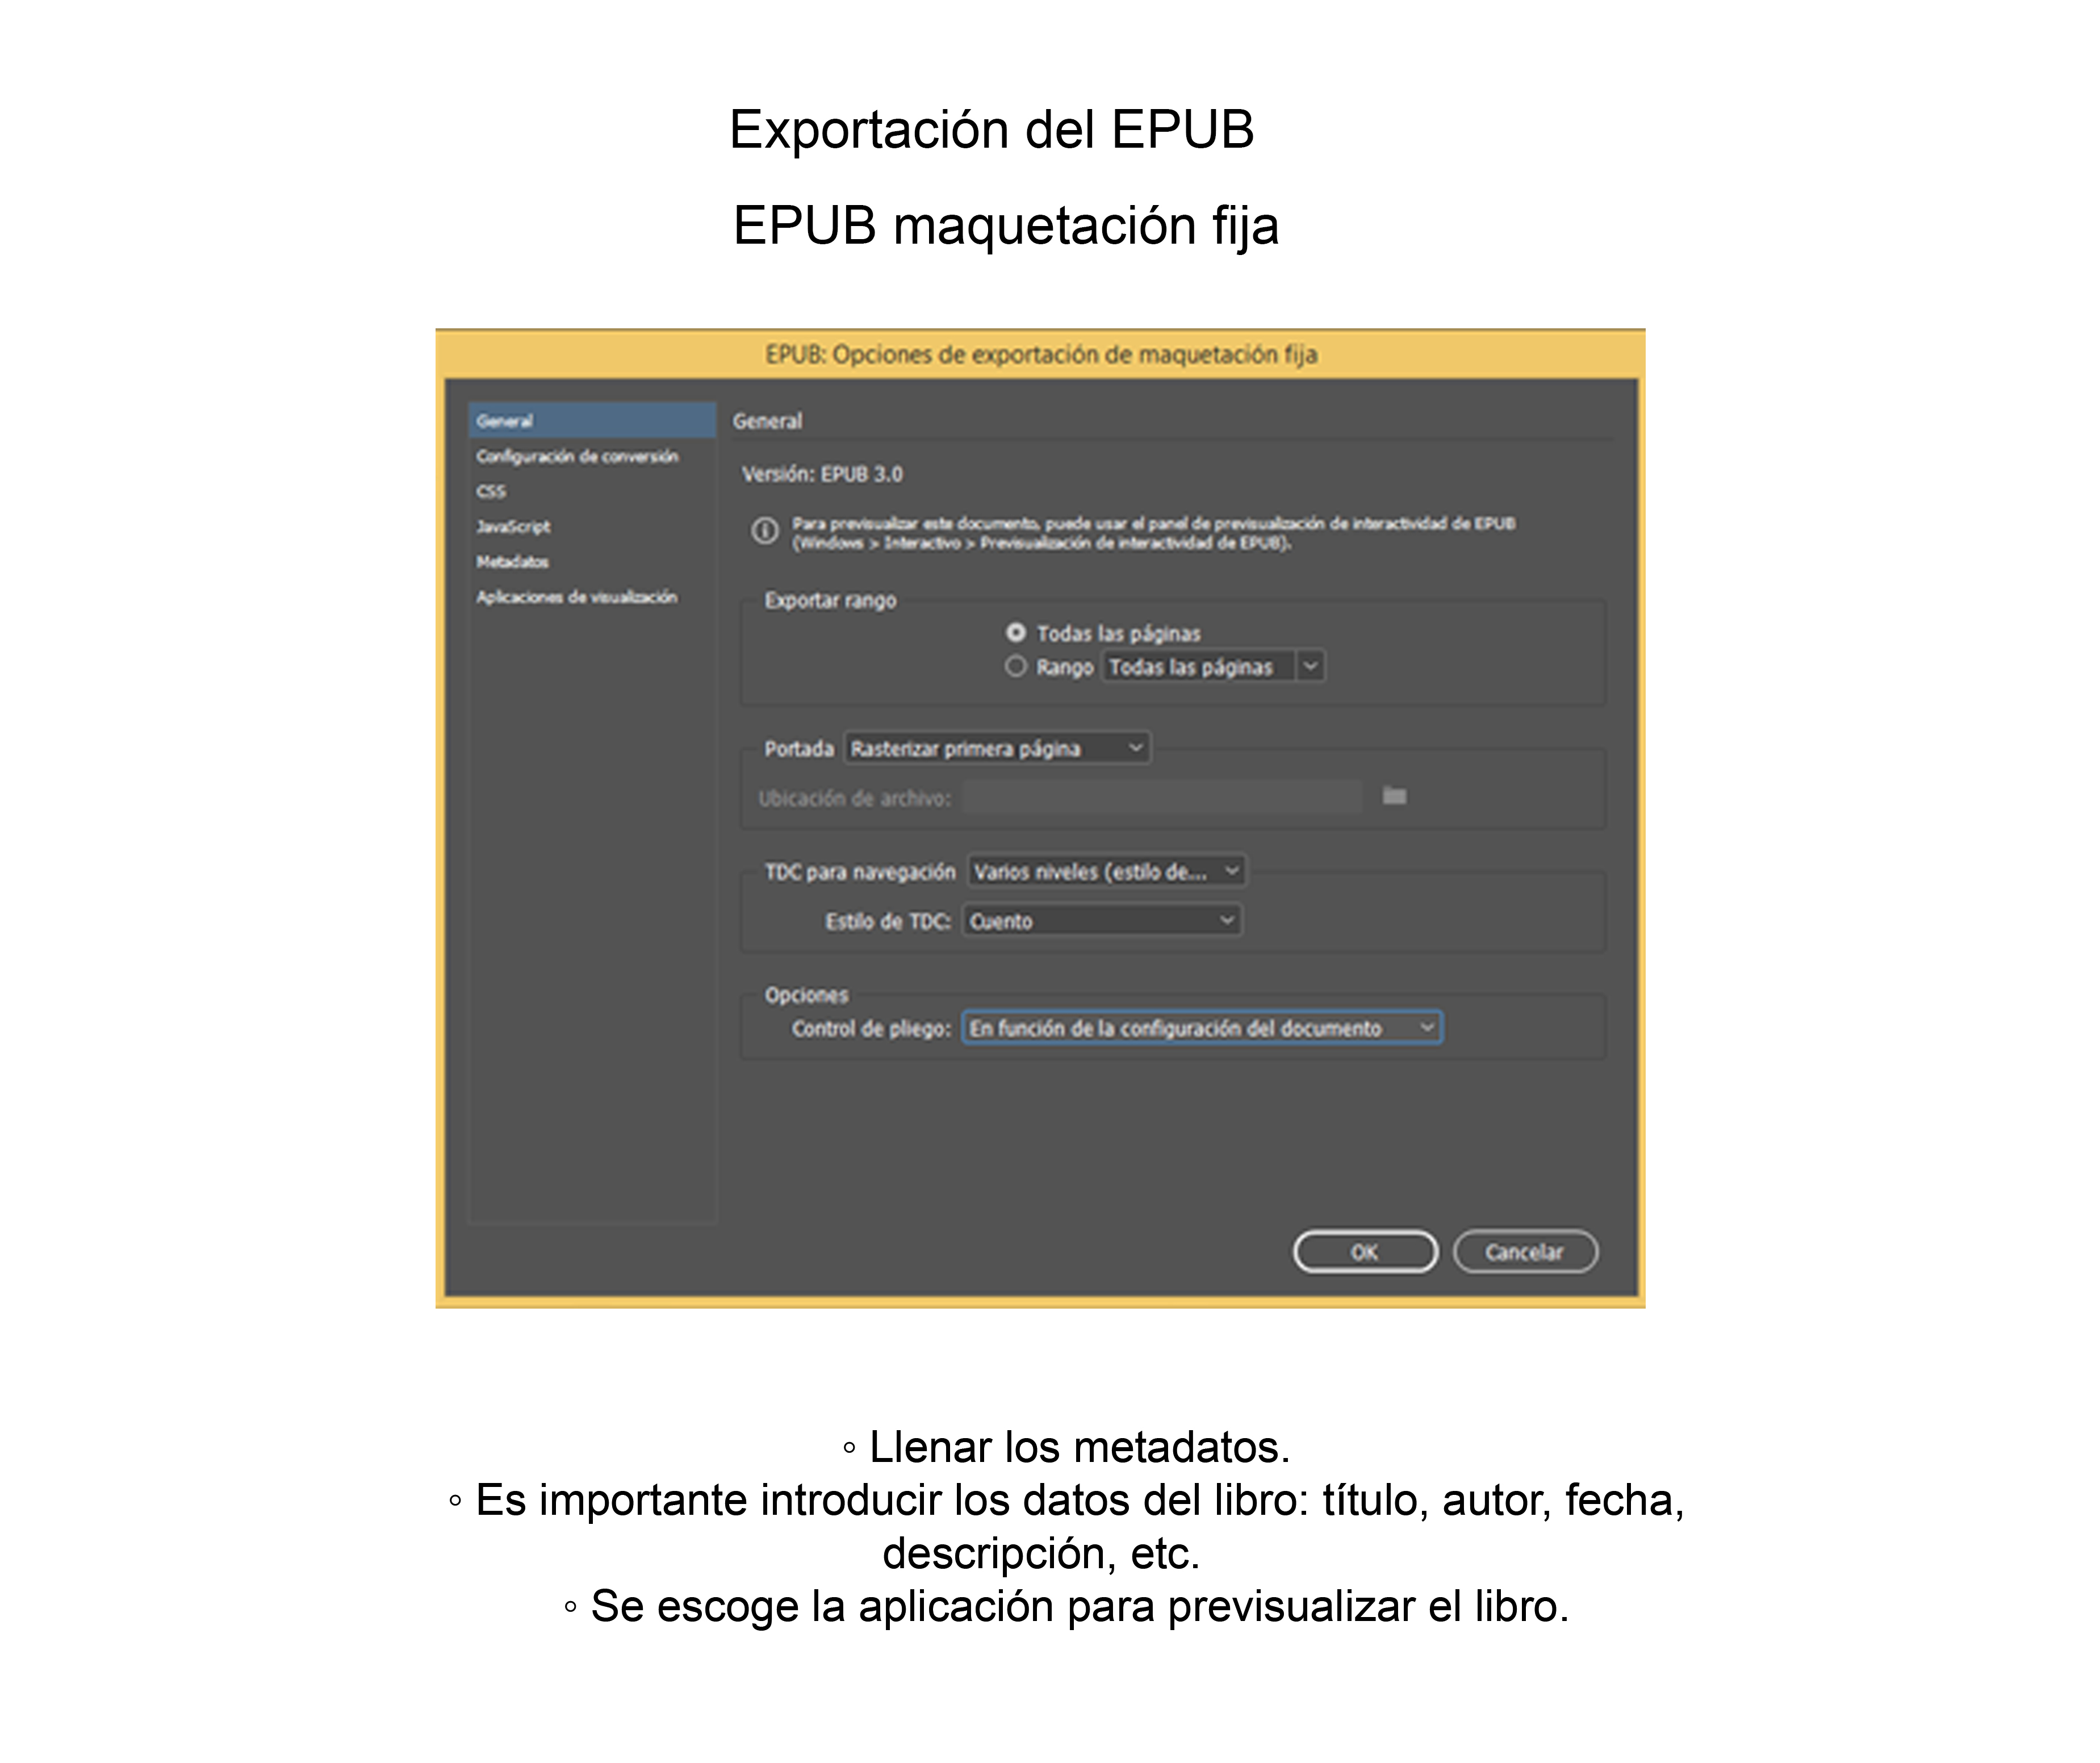 Exportación del EPUB
EPUB maquetación fija
EPUB: Opciones de exportación de maquetación fija
General
Configuración de conversión
CSS
JavaScript
Metadatos
Aplicaciones de visualización
General
Versión: EPUB 3.0
Para previsualizar este documento, puede usar el panel de previsualización de interactividad de EPUB
(Windows > Interactivo > Previsualización de interactividad de EPUB).
Exportar rango
Todas las páginas
Rango Todas las páginas
Portada Rasterizar primera página
Ubicación de archivo:
TDC para navegación Varios niveles (estilo de...
Estilo de TDC: Cuento
Opciones
Control de pliego: En función de la configuración del documento
OK Cancelar
◦ Llenar los metadatos.
◦ Es importante introducir los datos del libro: título, autor, fecha,
descripción, etc.
◦ Se escoge la aplicación para previsualizar el libro.